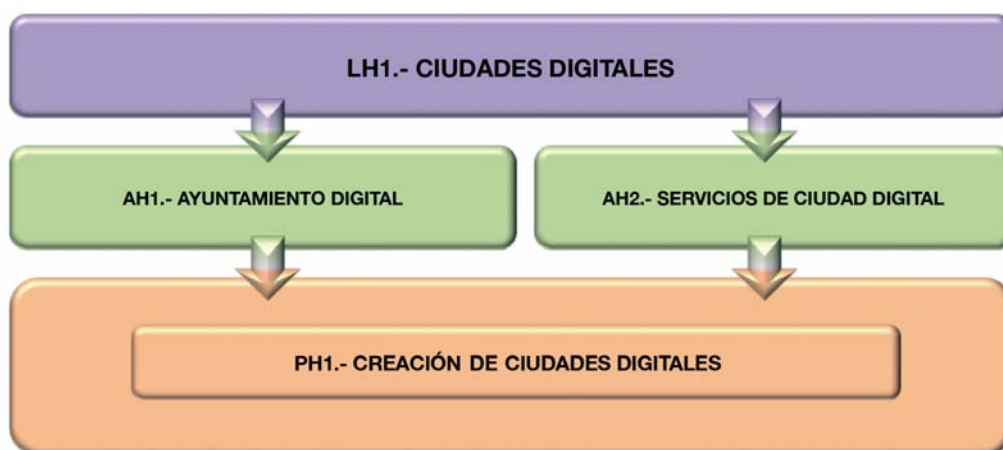 LH1.- CIUDADES DIGITALES
AH1.- AYUNTAMIENTO DIGITAL
AH2.- SERVICIOS DE CIUDAD DIGITAL
PH1.- CREACIÓN DE CIUDADES DIGITALES